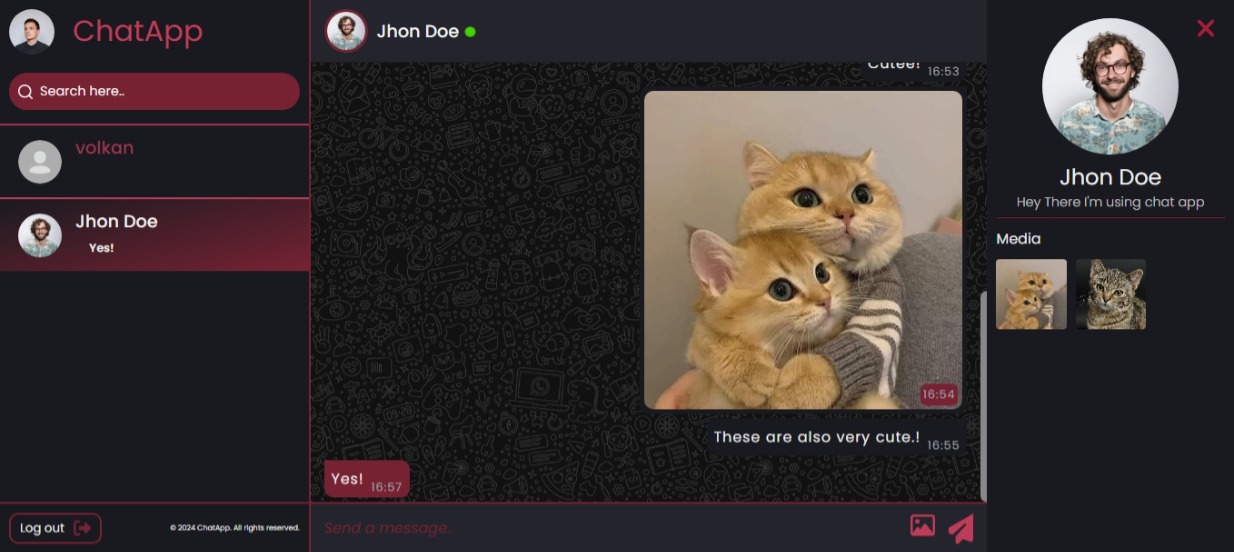 ChatApp
Search here..
volkan
Jhon Doe
Yes!
Log out
© 2024 ChatApp. All rights reserved.
Jhon Doe
Cutee! 16:53
16:54
These are also very cute.! 16:55
Yes! 16:57
Send a message..
Jhon Doe
Hey There I'm using chat app
Media